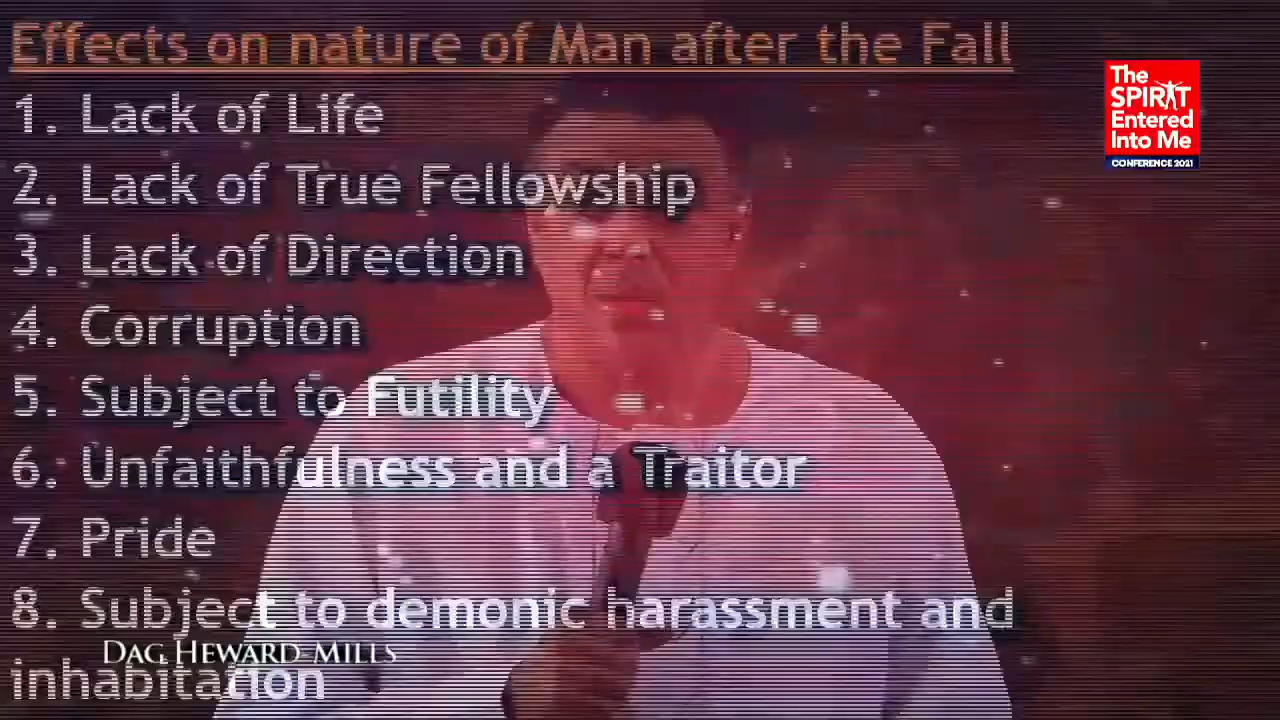 Effects on nature of Man after the Fall
1. Lack of Life
2. Lack of True Fellowship
3. Lack of Direction
4. Corruption
5. Subject to Futility
6. Unfaithfulness and a Traitor
7. Pride
8. Subject to demonic harassment and
inhabitation
DAG HEWARD-MILLS
The
SPIRIT
Entered
Into Me
CONFERENCE 2021